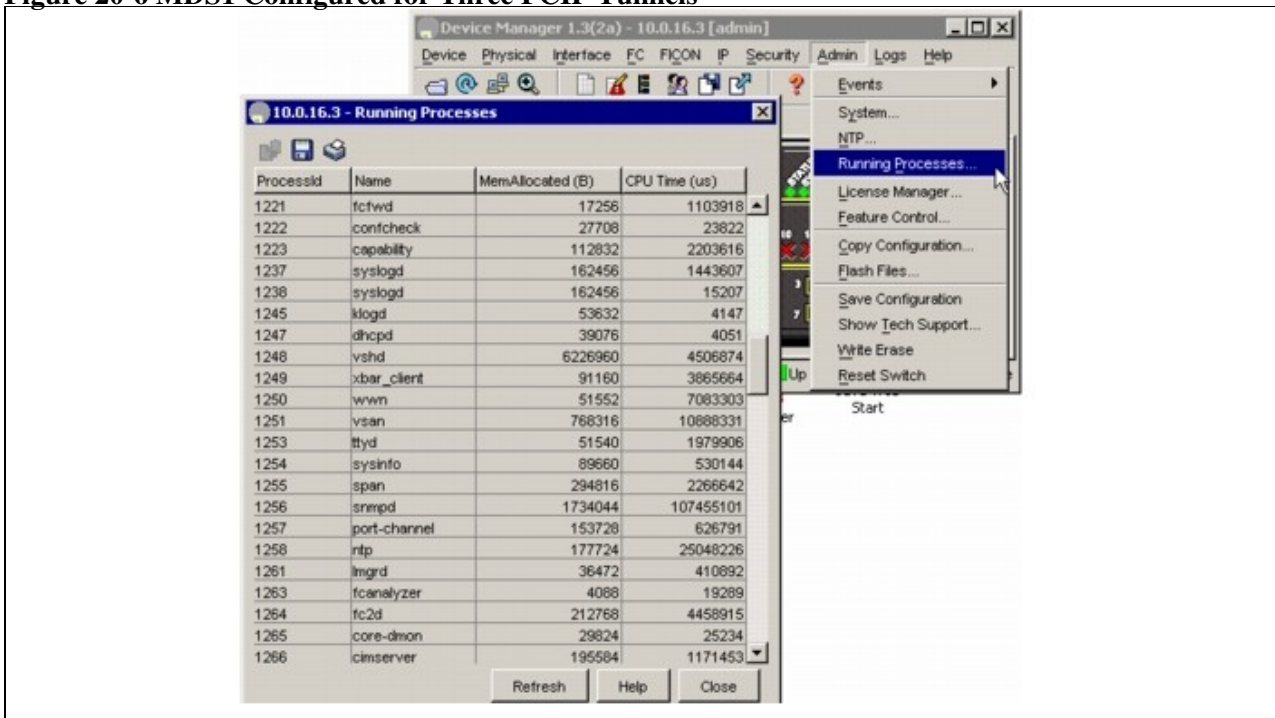 Figure 20-6 MDS1 Configured for Three FCIP Tunnels
Device Manager 1.3(2a) - 10.0.16.3 [admin]
Device Physical Interface FC FICON IP Security Admin Logs Help
Events
System...
NTP...
Running Processes...
License Manager...
Feature Control...
Copy Configuration...
Flash Files...
Save Configuration
Show Tech Support...
Write Erase
Reset Switch
Up
Start
er
10.0.16.3 - Running Processes
ProcessId Name MemAllocated (B) CPU Time (us)
1221 fcfwd 17256 1103918
1222 confcheck 27708 23822
1223 capability 112832 2203616
1237 syslogd 162456 1443607
1238 syslogd 162456 15207
1245 klogd 53632 4147
1247 dhcpd 39076 4051
1248 vshd 6226960 4506874
1249 xbar_client 91160 3865664
1250 wwn 51552 7083303
1251 vsan 768316 10888331
1253 ttyd 51540 1979906
1254 sysinfo 89660 530144
1255 span 294816 2266642
1256 snmpd 1734044 107455101
1257 port-channel 153728 626791
1258 ntp 177724 25048226
1261 lmgrd 36472 410892
1263 fcanalyzer 4088 19289
1264 fc2d 212768 4458915
1265 core-dmon 29824 25234
1266 cimserver 195584 1171453
Refresh Help Close